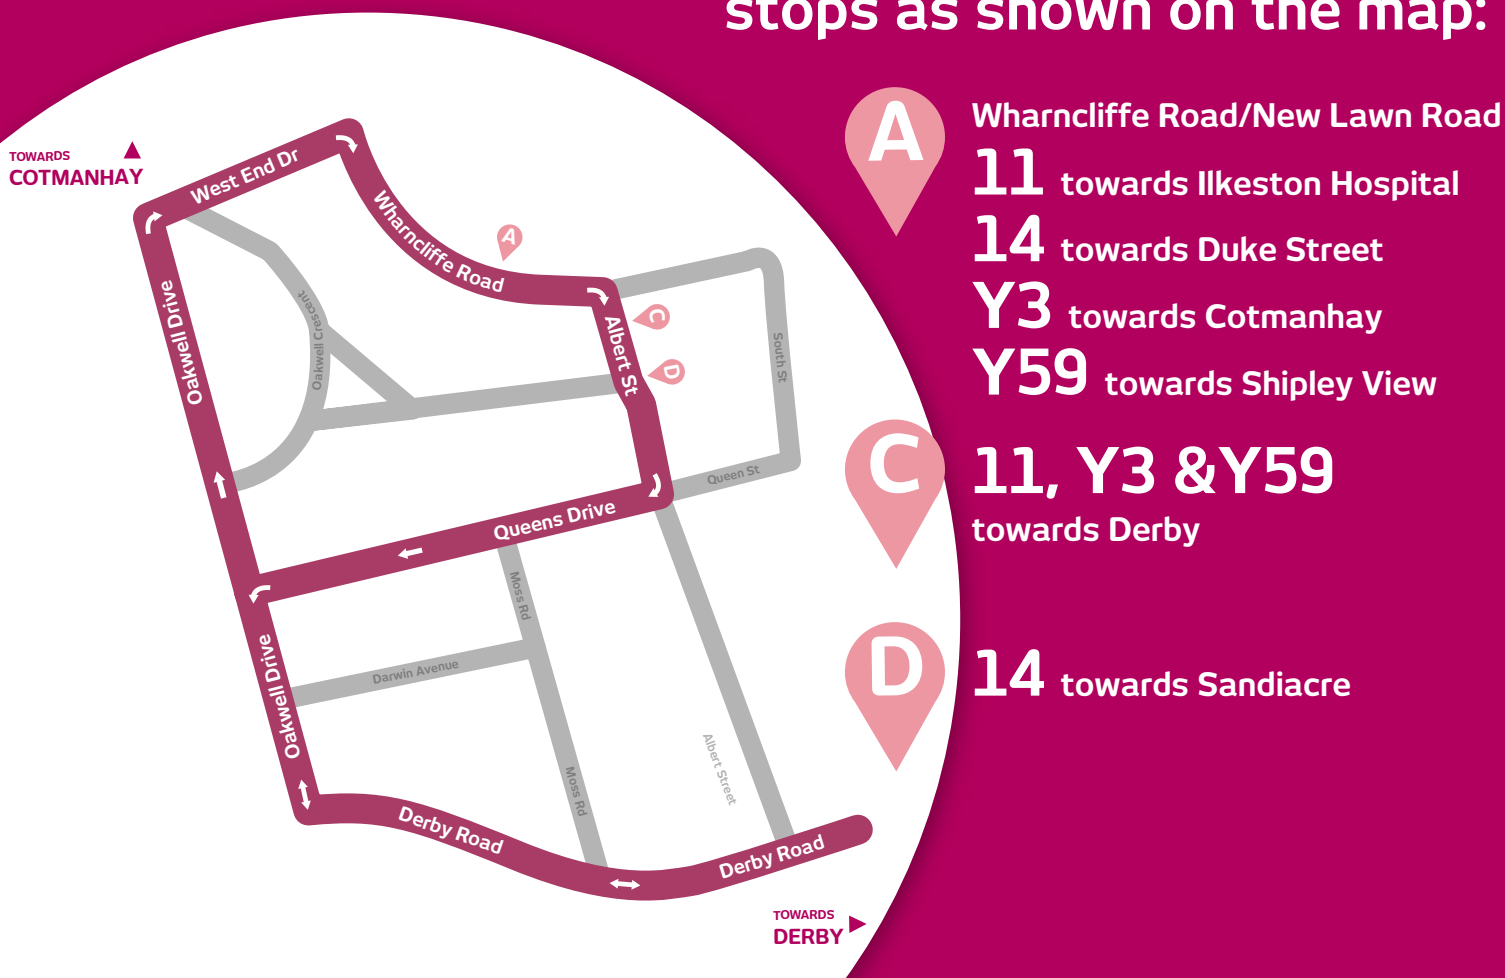 stops as shown on the map:
TOWARDS
COTMANHAY
West End Dr
Wharncliffe Road
A
C
D
Albert St
South St
Oakwell Drive
Oakwell Crescent
Queen St
Queens Drive
Moss Rd
Darwin Avenue
Oakwell Drive
Moss Rd
Albert Street
Derby Road
Derby Road
TOWARDS
DERBY
A
Wharncliffe Road/New Lawn Road
11 towards Ilkeston Hospital
14 towards Duke Street
Y3 towards Cotmanhay
Y59 towards Shipley View
C
11, Y3 &Y59
towards Derby
D
14 towards Sandiacre